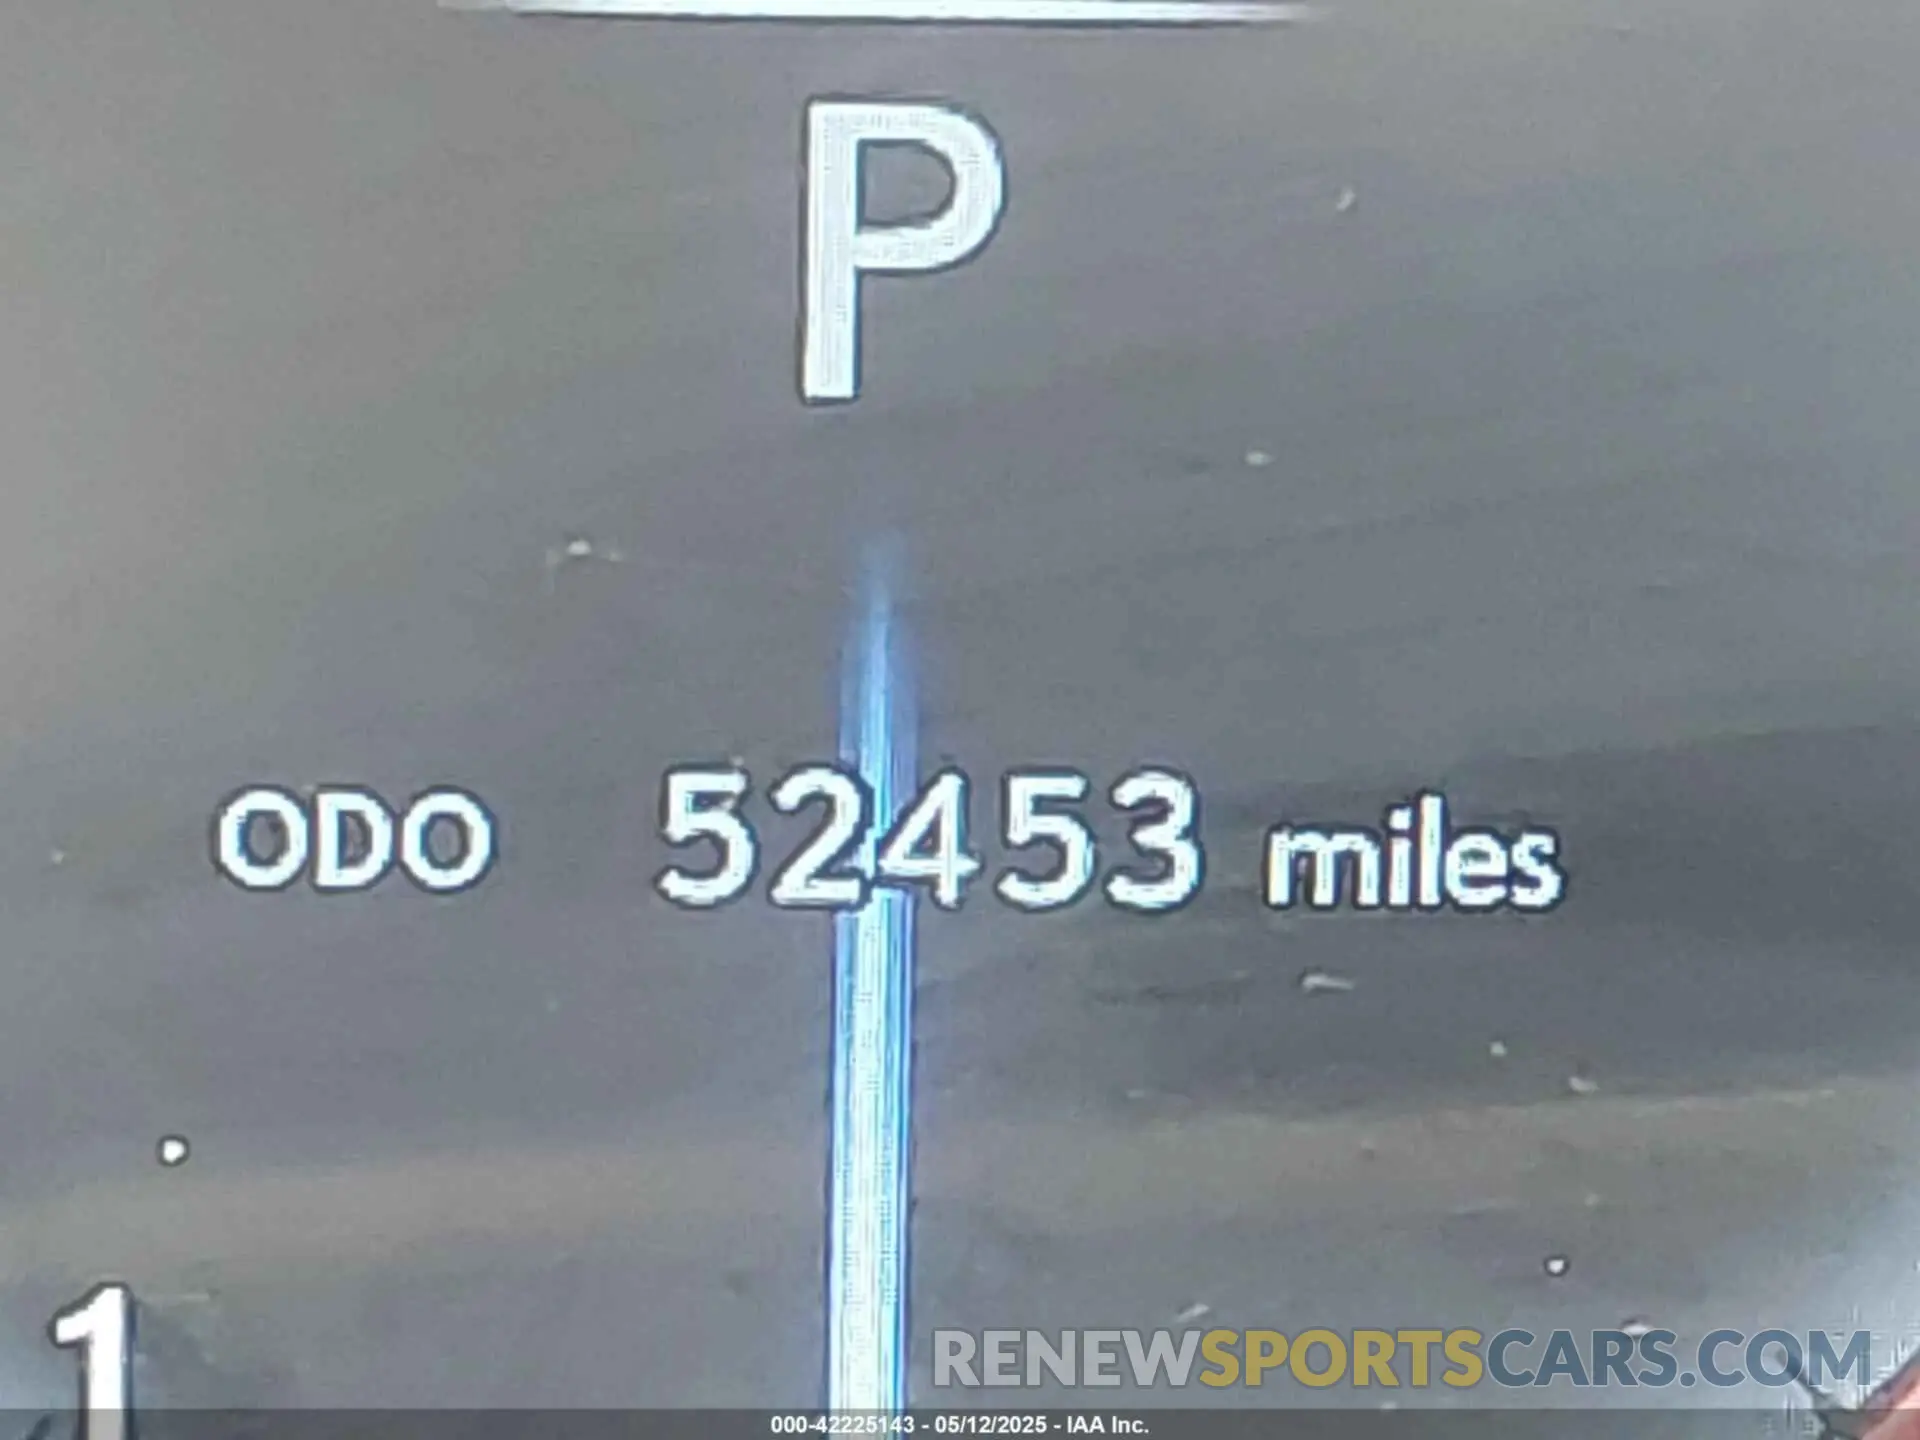 P
ODO 52453 miles
1
RENEWSPORTSCARS.COM
000-42225143 - 05/12/2025 - IAA Inc.